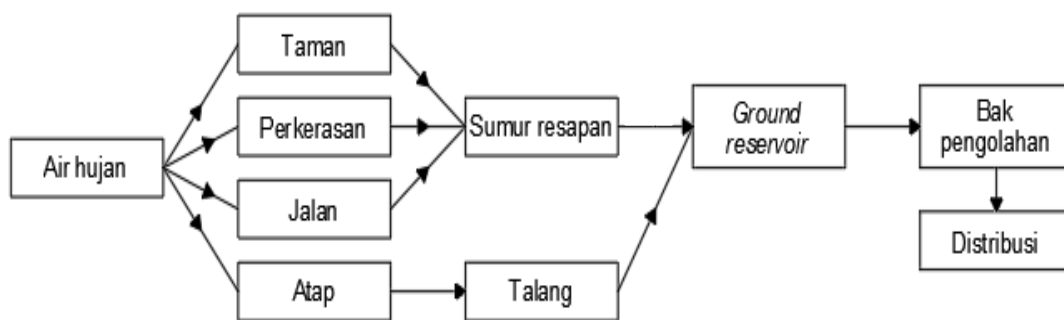 Air hujan
Taman
Perkerasan
Jalan
Atap
Sumur resapan
Talang
Ground
reservoir
Bak
pengolahan
Distribusi